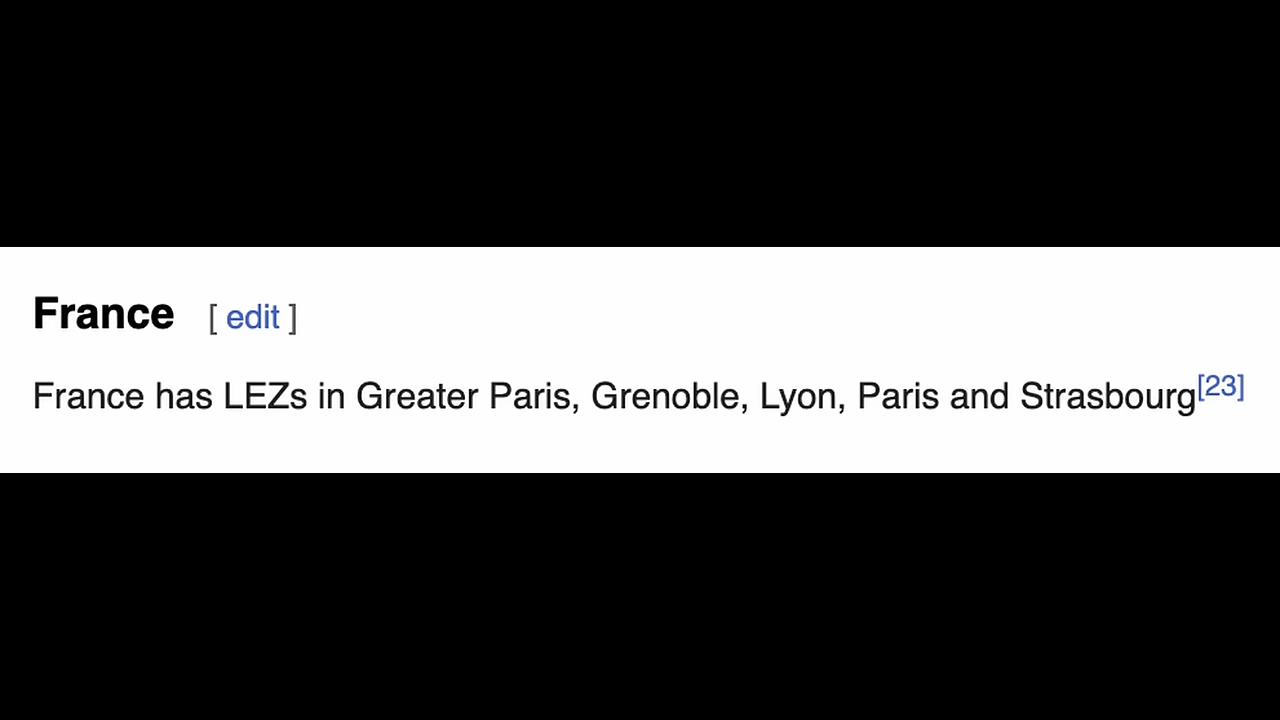 France [ edit ]
France has LEZs in Greater Paris, Grenoble, Lyon, Paris and Strasbourg[23]